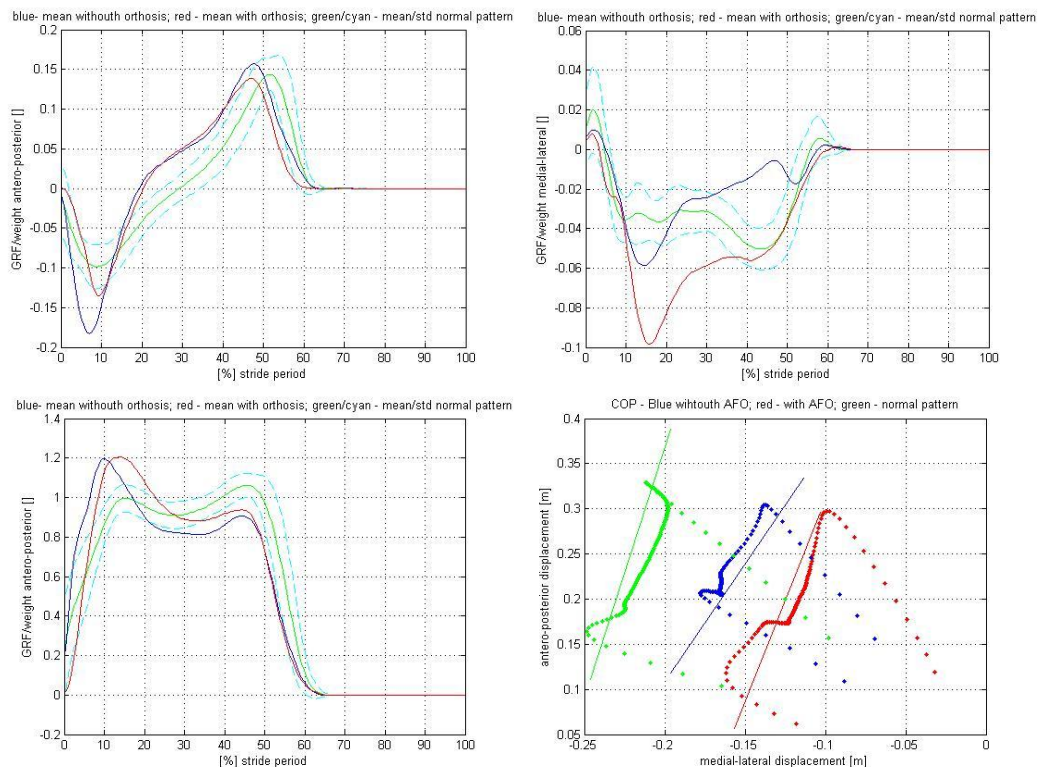 blue- mean withouth orthosis; red - mean with orthosis; green/cyan - mean/std normal pattern
0.2
0.15
0.1
0.05
0
-0.05
-0.1
-0.15
-0.2
GRF/weight antero-posterior []
0 10 20 30 40 50 60 70 80 90 100
[%] stride period
blue- mean withouth orthosis; red - mean with orthosis; green/cyan - mean/std normal pattern
0.06
0.04
0.02
0
-0.02
-0.04
-0.06
-0.08
-0.1
GRF/weight medial-lateral []
0 10 20 30 40 50 60 70 80 90 100
[%] stride period
blue- mean withouth orthosis; red - mean with orthosis; green/cyan - mean/std normal pattern
1.4
1.2
1
0.8
0.6
0.4
0.2
0
-0.2
GRF/weight antero-posterior []
0 10 20 30 40 50 60 70 80 90 100
[%] stride period
COP - Blue wihtouth AFO; red - with AFO; green - normal pattern
0.4
0.35
0.3
0.25
0.2
0.15
0.1
0.05
antero-posterior displacement [m]
-0.25 -0.2 -0.15 -0.1 -0.05 0
medial-lateral displacement [m]